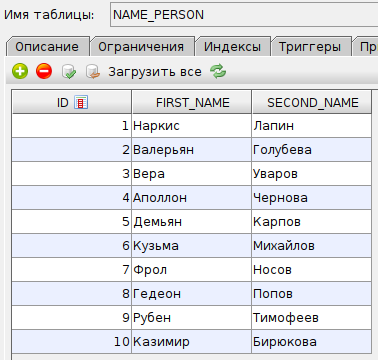 Имя таблицы: NAME_PERSON
Описание Ограничения Индексы Триггеры Пр
Загрузить все
ID FIRST_NAME SECOND_NAME
1 Наркис Лапин
2 Валерьян Голубева
3 Вера Уваров
4 Аполлон Чернова
5 Демьян Карпов
6 Кузьма Михайлов
7 Фрол Носов
8 Гедеон Попов
9 Рубен Тимофеев
10 Казимир Бирюкова